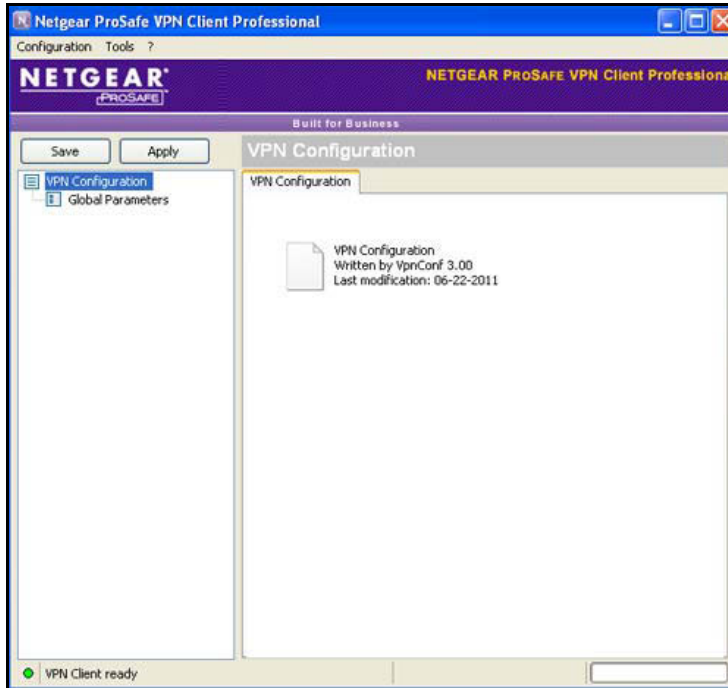 Netgear ProSafe VPN Client Professional
Configuration Tools ?
NETGEAR®
PROSAFE
NETGEAR PROSAFE VPN Client Professiona
Built for Business
Save Apply
VPN Configuration
VPN Configuration
Global Parameters
VPN Configuration
VPN Configuration
Written by VpnConf 3.00
Last modification: 06-22-2011
VPN Client ready